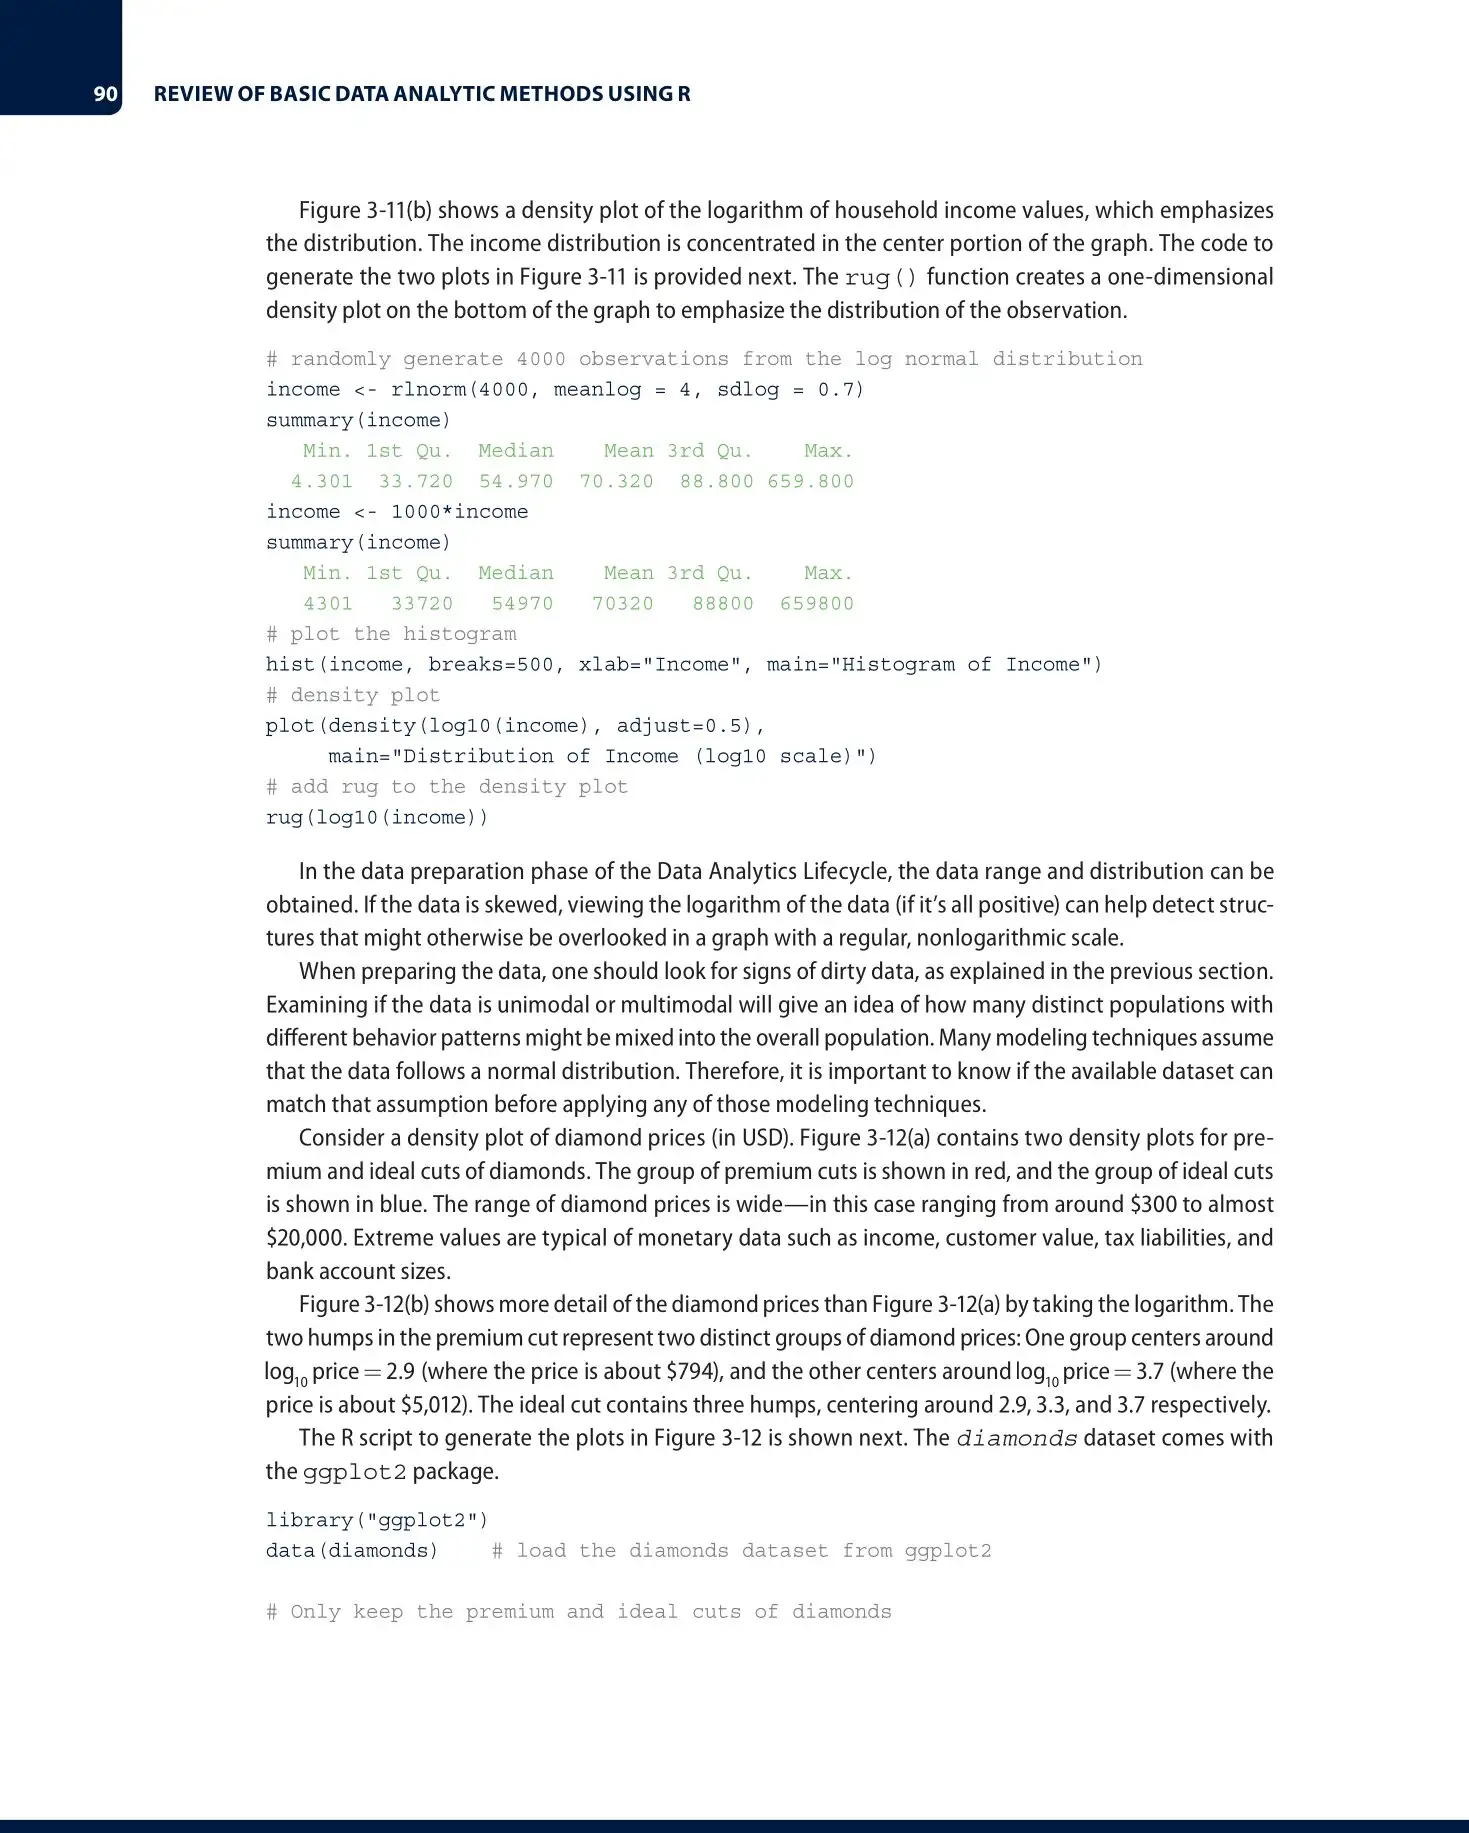 90 REVIEW OF BASIC DATA ANALYTIC METHODS USING R
Figure 3-11(b) shows a density plot of the logarithm of household income values, which emphasizes
the distribution. The income distribution is concentrated in the center portion of the graph. The code to
generate the two plots in Figure 3-11 is provided next. The rug() function creates a one-dimensional
density plot on the bottom of the graph to emphasize the distribution of the observation.
# randomly generate 4000 observations from the log normal distribution
income <- rlnorm(4000, meanlog = 4, sdlog = 0.7)
summary(income)
   Min. 1st Qu.  Median    Mean 3rd Qu.    Max.
  4.301  33.720  54.970  70.320  88.800 659.800
income <- 1000*income
summary(income)
   Min. 1st Qu.  Median    Mean 3rd Qu.    Max.
   4301   33720   54970   70320   88800  659800
# plot the histogram
hist(income, breaks=500, xlab="Income", main="Histogram of Income")
# density plot
plot(density(log10(income), adjust=0.5),
     main="Distribution of Income (log10 scale)")
# add rug to the density plot
rug(log10(income))
In the data preparation phase of the Data Analytics Lifecycle, the data range and distribution can be
obtained. If the data is skewed, viewing the logarithm of the data (if it's all positive) can help detect struc-
tures that might otherwise be overlooked in a graph with a regular, nonlogarithmic scale.
When preparing the data, one should look for signs of dirty data, as explained in the previous section.
Examining if the data is unimodal or multimodal will give an idea of how many distinct populations with
different behavior patterns might be mixed into the overall population. Many modeling techniques assume
that the data follows a normal distribution. Therefore, it is important to know if the available dataset can
match that assumption before applying any of those modeling techniques.
Consider a density plot of diamond prices (in USD). Figure 3-12(a) contains two density plots for pre-
mium and ideal cuts of diamonds. The group of premium cuts is shown in red, and the group of ideal cuts
is shown in blue. The range of diamond prices is wide—in this case ranging from around $300 to almost
$20,000. Extreme values are typical of monetary data such as income, customer value, tax liabilities, and
bank account sizes.
Figure 3-12(b) shows more detail of the diamond prices than Figure 3-12(a) by taking the logarithm. The
two humps in the premium cut represent two distinct groups of diamond prices: One group centers around
log10 price = 2.9 (where the price is about $794), and the other centers around log10 price = 3.7 (where the
price is about $5,012). The ideal cut contains three humps, centering around 2.9, 3.3, and 3.7 respectively.
The R script to generate the plots in Figure 3-12 is shown next. The diamonds dataset comes with
the ggplot2 package.
library("ggplot2")
data(diamonds)    # load the diamonds dataset from ggplot2
# Only keep the premium and ideal cuts of diamonds